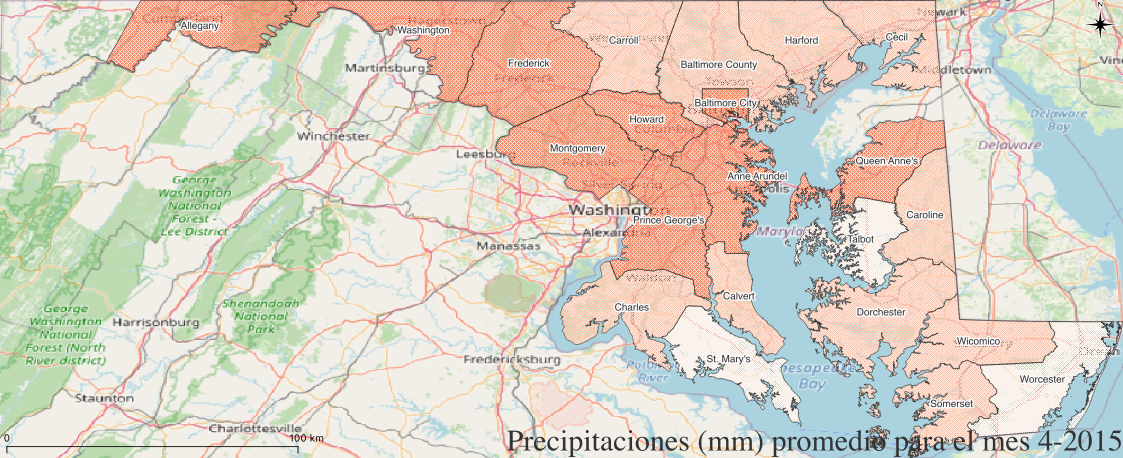 Cumberland
Allegany
Hagerstown
Washington
Newark
N
Carroll
Harford
Cecil
Frederick
Frederick
Baltimore County
Towson
Martinsburg
Middletown
Baltimore City
Delaware
Bay
Howard
Columbia
Winchester
Montgomery
Rockville
Leesburg
Delaware
Queen Anne's
Anne Arundel
George
Washington
National
Forest -
Lee District
Washington
Prince George's
Caroline
Alexandria
Manassas
Talbot
Waldorf
Calvert
Charles
Dorchester
Shenandoah
National
Park
George
Washington
National
Forest (North
River district)
Harrisonburg
Wicomico
Fredericksburg
St. Mary's
River
Chesapeake
Bay
Worcester
Staunton
Somerset
Charlottesville
0
100 km
Precipitaciones (mm) promedio para el mes 4-2015